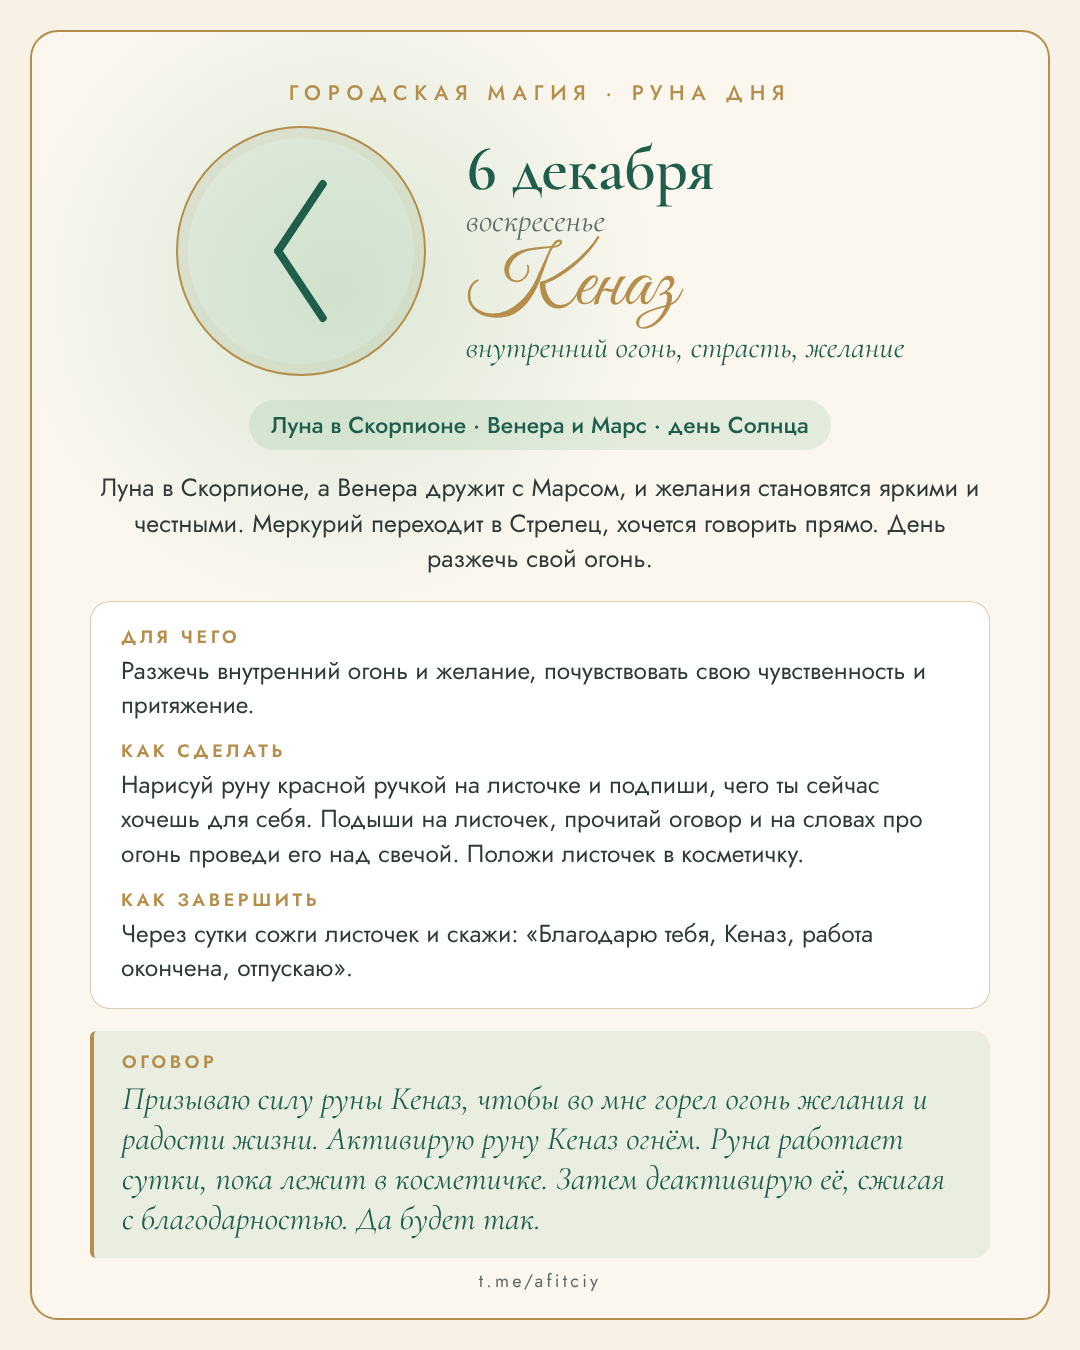 ГОРОДСКАЯ МАГИЯ · РУНА ДНЯ
6 декабря
воскресенье
Кеназ
внутренний огонь, страсть, желание
Луна в Скорпионе · Венера и Марс · день Солнца
Луна в Скорпионе, а Венера дружит с Марсом, и желания становятся яркими и
честными. Меркурий переходит в Стрелец, хочется говорить прямо. День
разжечь свой огонь.
ДЛЯ ЧЕГО
Разжечь внутренний огонь и желание, почувствовать свою чувственность и
притяжение.
КАК СДЕЛАТЬ
Нарисуй руну красной ручкой на листочке и подпиши, чего ты сейчас
хочешь для себя. Подыши на листочек, прочитай оговор и на словах про
огонь проведи его над свечой. Положи листочек в косметичку.
КАК ЗАВЕРШИТЬ
Через сутки сожги листочек и скажи: «Благодарю тебя, Кеназ, работа
окончена, отпускаю».
ОГОВОР
Призываю силу руны Кеназ, чтобы во мне горел огонь желания и
радости жизни. Активирую руну Кеназ огнём. Руна работает
сутки, пока лежит в косметичке. Затем деактивирую её, сжигая
с благодарностью. Да будет так.
t.me/afitciy